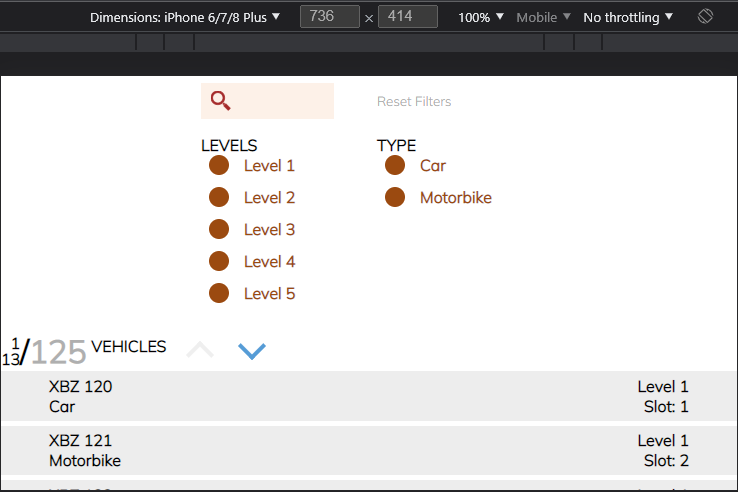 Dimensions: iPhone 6/7/8 Plus ▼ 736 × 414 100% ▼ Mobile ▼ No throttling ▼
Reset Filters
LEVELS TYPE
Level 1 Car
Level 2 Motorbike
Level 3
Level 4
Level 5
1
13/125 VEHICLES
XBZ 120 Level 1
Car Slot: 1
XBZ 121 Level 1
Motorbike Slot: 2